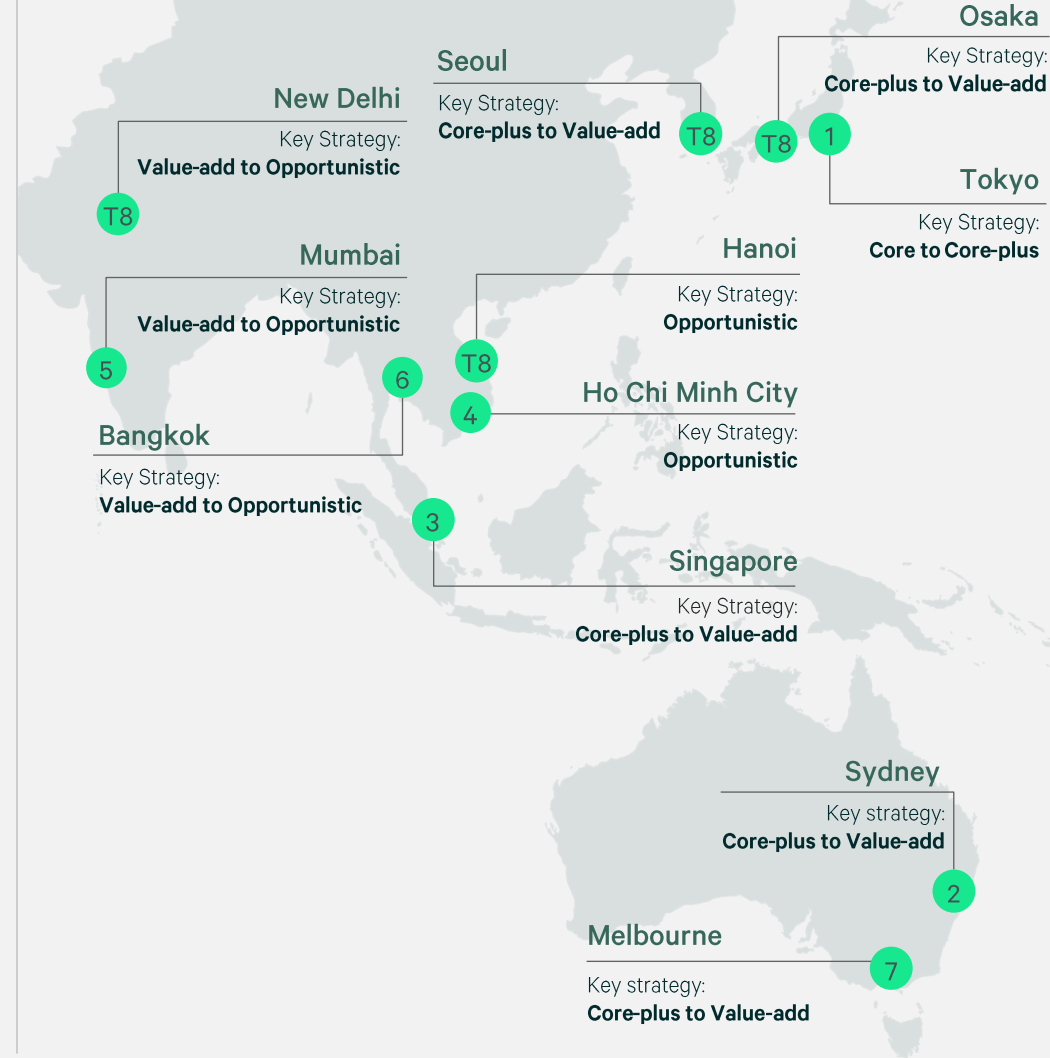 Osaka
Key Strategy:
Core-plus to Value-add
T8
Seoul
Key Strategy:
Core-plus to Value-add
T8
1
Tokyo
Key Strategy:
Core to Core-plus
New Delhi
Key Strategy:
Value-add to Opportunistic
T8
Mumbai
Key Strategy:
Value-add to Opportunistic
5
Hanoi
Key Strategy:
Opportunistic
T8
6
Bangkok
Key Strategy:
Value-add to Opportunistic
4
Ho Chi Minh City
Key Strategy:
Opportunistic
3
Singapore
Key Strategy:
Core-plus to Value-add
Sydney
Key strategy:
Core-plus to Value-add
2
Melbourne
7
Key strategy:
Core-plus to Value-add